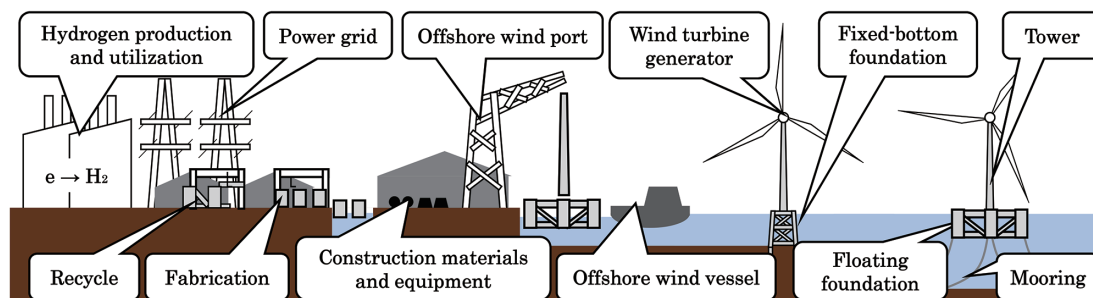 Hydrogen production
and utilization
Power grid
Offshore wind port
Wind turbine
generator
Fixed-bottom
foundation
Tower
e → H₂
Recycle
Fabrication
Construction materials
and equipment
Offshore wind vessel
Floating
foundation
Mooring